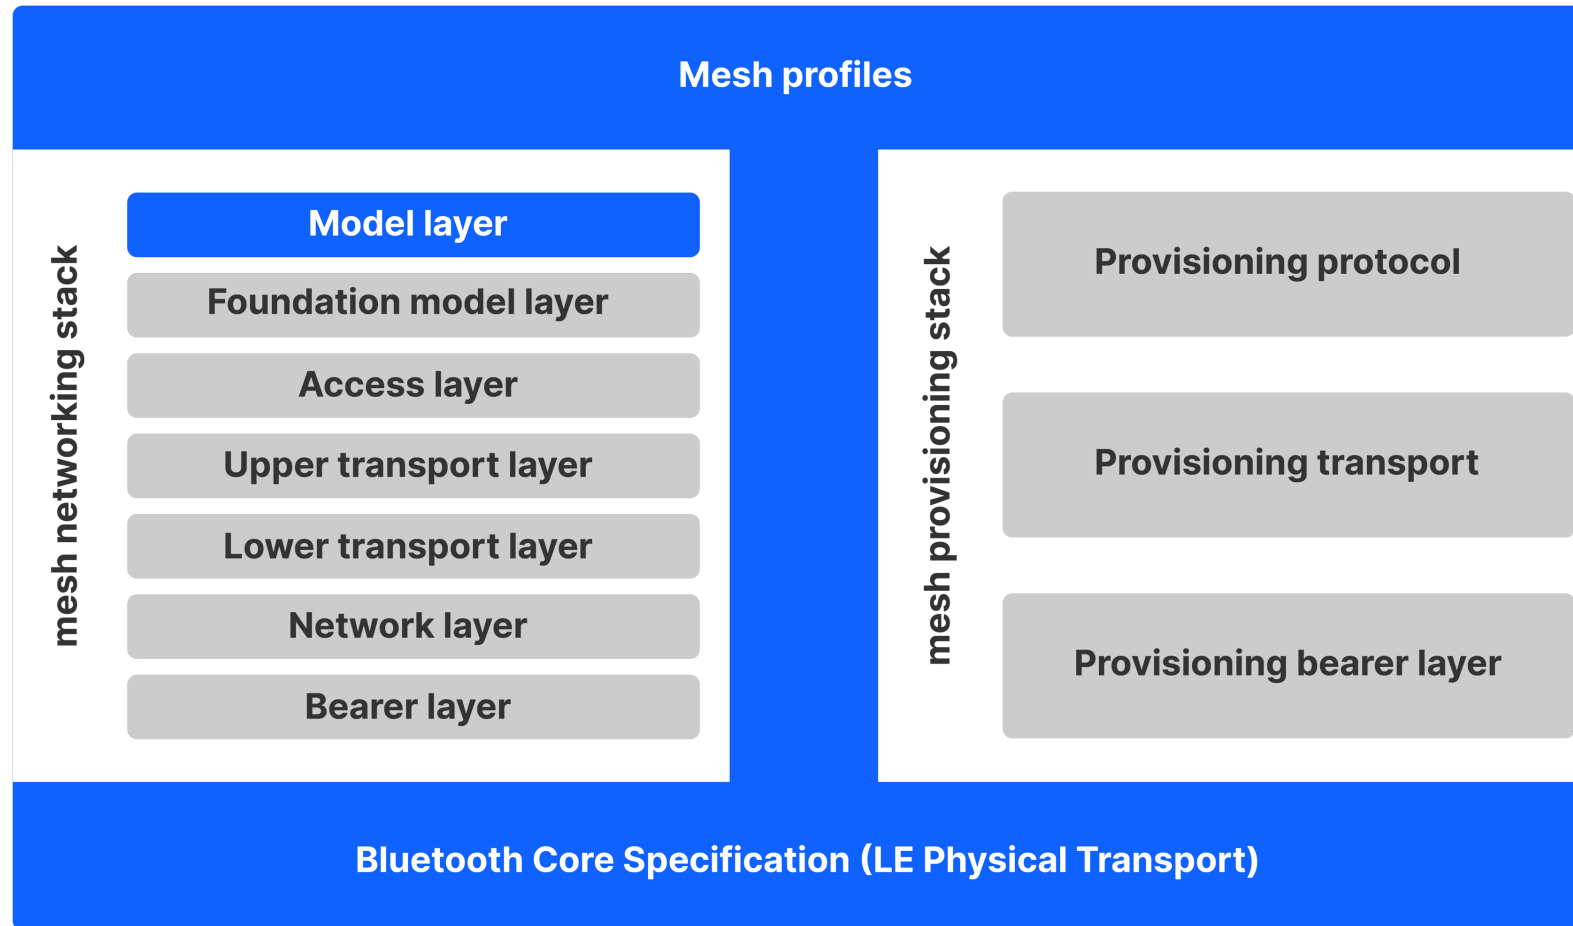 Mesh profiles
mesh networking stack
Model layer
Foundation model layer
Access layer
Upper transport layer
Lower transport layer
Network layer
Bearer layer
mesh provisioning stack
Provisioning protocol
Provisioning transport
Provisioning bearer layer
Bluetooth Core Specification (LE Physical Transport)